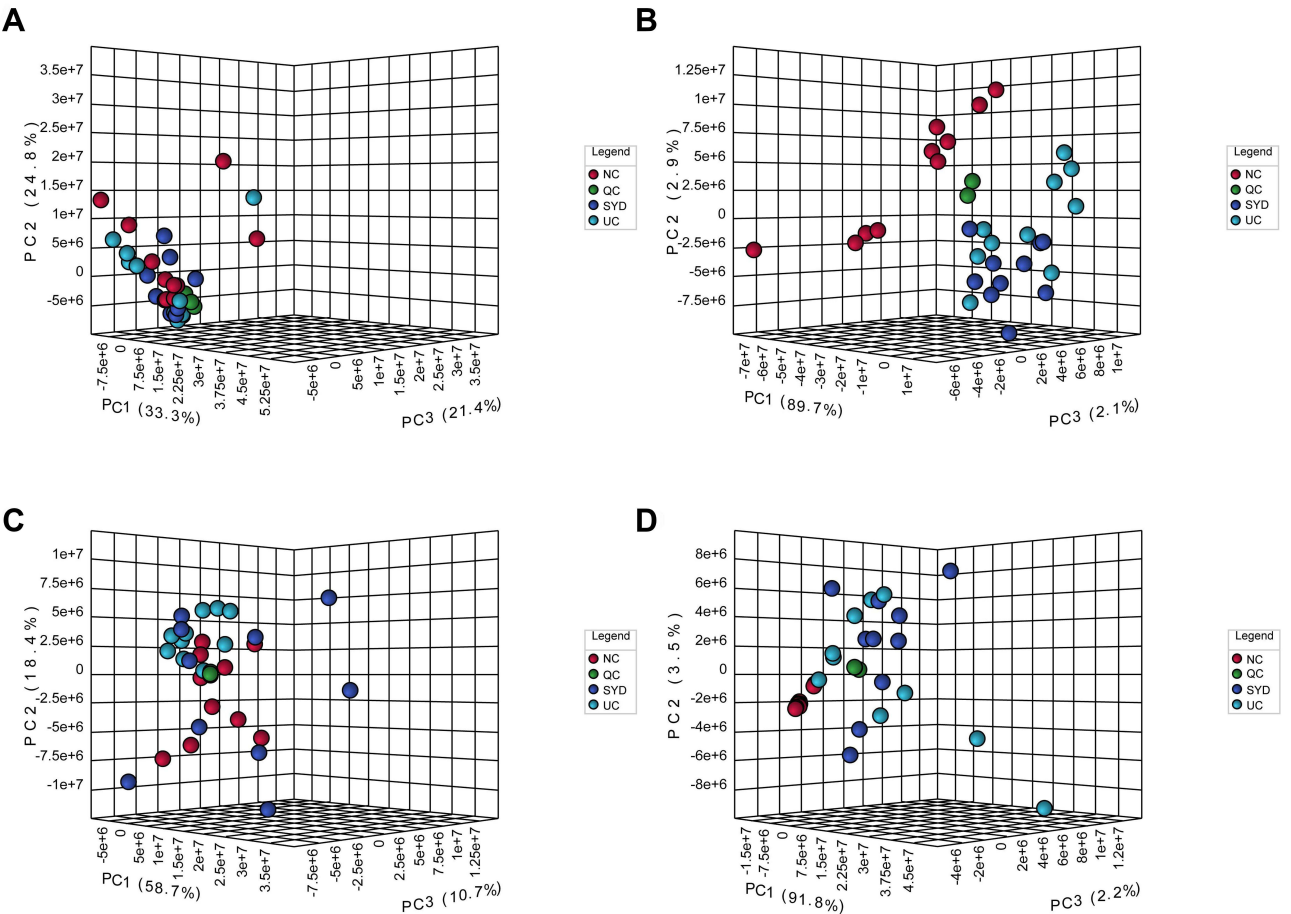 A
PC2 (24.8%)
3.5e+7
3e+7
2.5e+7
2e+7
1.5e+7
1e+7
5e+6
0
-5e+6
-7.5e+6
0
7.5e+6
1.5e+7
2.25e+7
3e+7
3.75e+7
4.5e+7
5.25e+7
PC1 (33.3%)
-5e+6
0
5e+6
1e+7
1.5e+7
2e+7
2.5e+7
3e+7
3.5e+7
PC3 (21.4%)
Legend
NC
QC
SYD
UC
B
PC2 (2.9%)
1.25e+7
1e+7
7.5e+6
5e+6
2.5e+6
0
-2.5e+6
-5e+6
-7.5e+6
-7e+7
-6e+7
-5e+7
-4e+7
-3e+7
-2e+7
-1e+7
0
1e+7
PC1 (89.7%)
-6e+6
-4e+6
-2e+6
0
2e+6
4e+6
6e+6
8e+6
1e+7
PC3 (2.1%)
Legend
NC
QC
SYD
UC
C
PC2 (18.4%)
1e+7
7.5e+6
5e+6
2.5e+6
0
-2.5e+6
-5e+6
-7.5e+6
-1e+7
-5e+6
0
5e+6
1e+7
1.5e+7
2e+7
2.5e+7
3e+7
3.5e+7
PC1 (58.7%)
-7.5e+6
-5e+6
-2.5e+6
0
2.5e+6
5e+6
7.5e+6
1e+7
1.25e+7
PC3 (10.7%)
Legend
NC
QC
SYD
UC
D
PC2 (3.5%)
8e+6
6e+6
4e+6
2e+6
0
-2e+6
-4e+6
-6e+6
-8e+6
-1.5e+7
-7.5e+6
0
7.5e+6
1.5e+7
2.25e+7
3e+7
3.75e+7
4.5e+7
PC1 (91.8%)
-4e+6
-2e+6
0
2e+6
4e+6
6e+6
8e+6
1e+7
1.2e+7
PC3 (2.2%)
Legend
NC
QC
SYD
UC